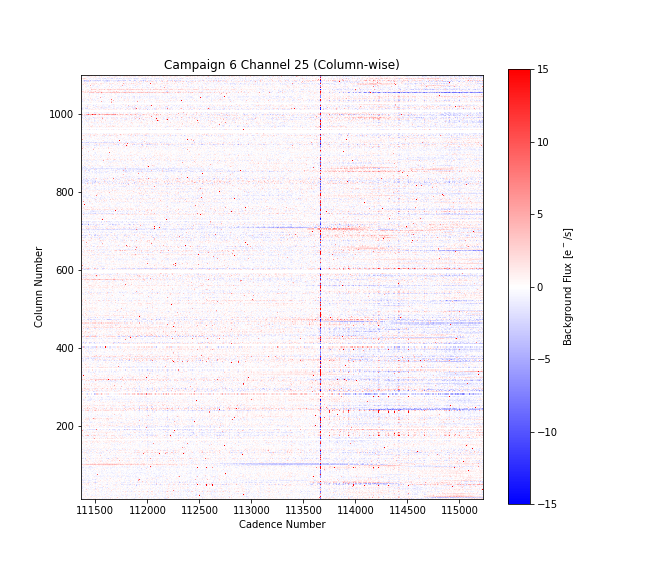 Campaign 6 Channel 25 (Column-wise)
1000
800
600
400
200
Column Number
111500 112000 112500 113000 113500 114000 114500 115000
Cadence Number
15
10
5
0
−5
−10
−15
Background Flux [e⁻/s]